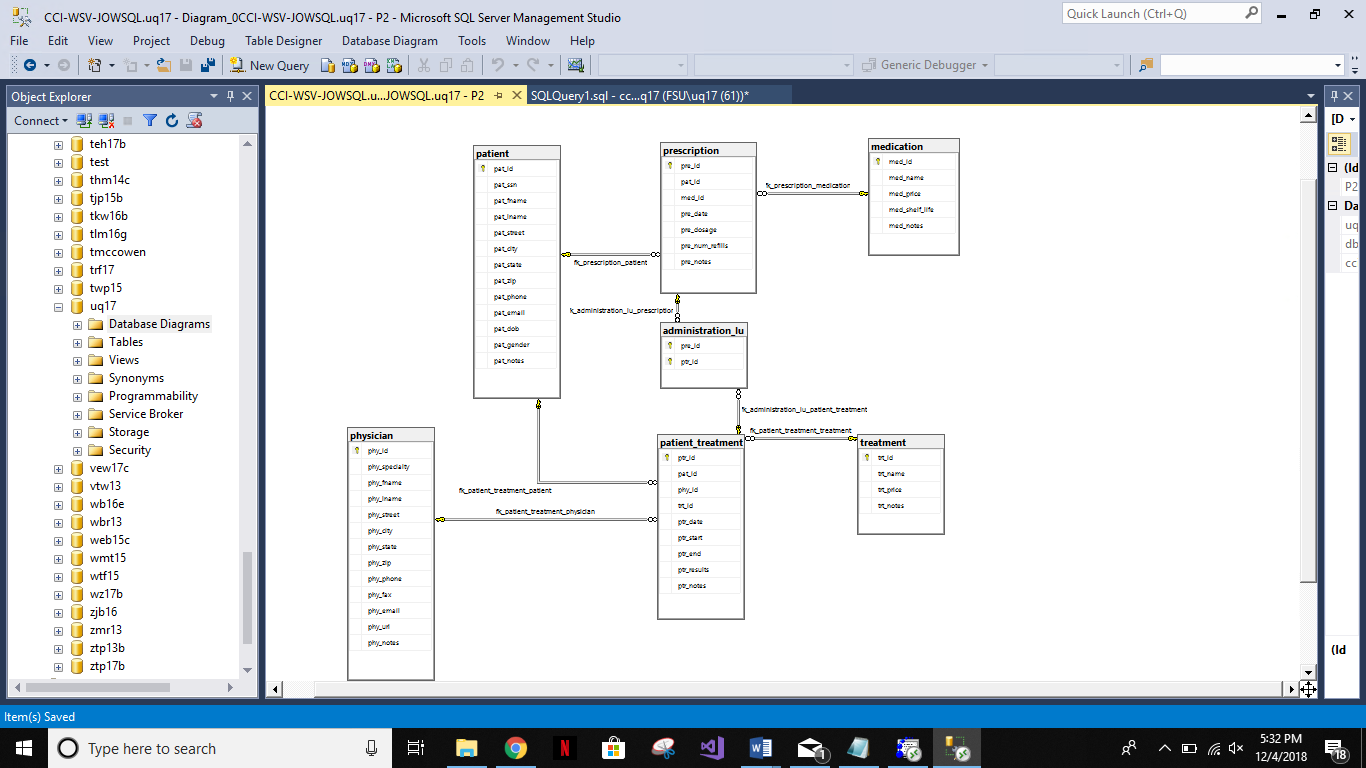 CCI-WSV-JOWSQL.uq17 - Diagram_0CCI-WSV-JOWSQL.uq17 - P2 - Microsoft SQL Server Management Studio
Quick Launch (Ctrl+Q)
File Edit View Project Debug Table Designer Database Diagram Tools Window Help
New Query
Generic Debugger
Object Explorer
Connect
teh17b
test
thm14c
tjp15b
tkw16b
tlm16g
tmccowen
trf17
twp15
uq17
Database Diagrams
Tables
Views
Synonyms
Programmability
Service Broker
Storage
Security
vew17c
vtw13
wb16e
wbr13
web15c
wmt15
wtf15
wz17b
zjb16
zmr13
ztp13b
ztp17b
CCI-WSV-JOWSQL.u...JOWSQL.uq17 - P2
SQLQuery1.sql - cc...q17 (FSU\uq17 (61))*
patient
pat_id
pat_ssn
pat_fname
pat_lname
pat_street
pat_city
pat_state
pat_zip
pat_phone
pat_email
pat_dob
pat_gender
pat_notes
fk_prescription_patient
prescription
pre_id
pat_id
med_id
pre_date
pre_dosage
pre_num_refills
pre_notes
fk_prescription_medication
medication
med_id
med_name
med_price
med_shelf_life
med_notes
k_administration_lu_prescription
administration_lu
pre_id
ptr_id
fk_administration_lu_patient_treatment
fk_patient_treatment_treatment
physician
phy_id
phy_specialty
phy_fname
phy_lname
phy_street
phy_city
phy_state
phy_zip
phy_phone
phy_fax
phy_email
phy_url
phy_notes
fk_patient_treatment_patient
fk_patient_treatment_physician
patient_treatment
ptr_id
pat_id
phy_id
trt_id
ptr_date
ptr_start
ptr_end
ptr_results
ptr_notes
treatment
trt_id
trt_name
trt_price
trt_notes
[D
(Id
P2
Da
uq
db
cc
(Id
Item(s) Saved
Type here to search
1
5:32 PM
12/4/2018
18